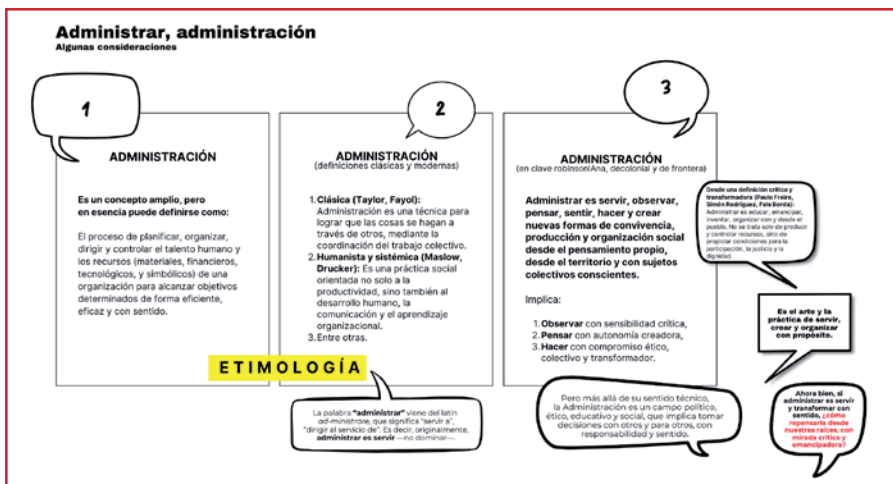 Administrar, administración
Algunas consideraciones
1
ADMINISTRACIÓN
Es un concepto amplio, pero
en esencia puede definirse como:
El proceso de planificar, organizar,
dirigir y controlar el talento humano y
los recursos (materiales, financieros,
tecnológicos, y simbólicos) de una
organización para alcanzar objetivos
determinados de forma eficiente,
eficaz y con sentido.
2
ADMINISTRACIÓN
(definiciones clásicas y modernas)
1. Clásica (Taylor, Fayol):
Administración es una técnica para
lograr que las cosas se hagan a
través de otros, mediante la
coordinación del trabajo colectivo.
2. Humanista y sistémica (Maslow,
Drucker): Es una práctica social
orientada no solo a la
productividad, sino también al
desarrollo humano, la
comunicación y el aprendizaje
organizacional.
3. Entre otras.
ETIMOLOGÍA
La palabra "administrar" viene del latín
ad-ministrare, que significa "servir a",
"dirigir al servicio de". Es decir, originalmente,
administrar es servir —no dominar—.
3
ADMINISTRACIÓN
(en clave robinsoniAna, decolonial y de frontera)
Administrar es servir, observar,
pensar, sentir, hacer y crear
nuevas formas de convivencia,
producción y organización social
desde el pensamiento propio,
desde el territorio y con sujetos
colectivos conscientes.
Implica:
1. Observar con sensibilidad crítica,
2. Pensar con autonomía creadora,
3. Hacer con compromiso ético,
colectivo y transformador.
Pero más allá de su sentido técnico,
la Administración es un campo político,
ético, educativo y social, que implica tomar
decisiones con otros y para otros, con
responsabilidad y sentido.
Desde una definición crítica y
transformadora (Paulo Freire,
Simón Rodríguez, Fals Borda):
Administrar es educar, emancipar,
inventar, organizar con y desde el
pueblo. No se trata solo de producir
y controlar recursos, sino de
propiciar condiciones para la
participación, la justicia y la
dignidad.
Es el arte y la
práctica de servir,
crear y organizar
con propósito.
Ahora bien, si
administrar es servir
y transformar con
sentido, ¿cómo
repensarla desde
nuestras raíces, con
mirada crítica y
emancipadora?